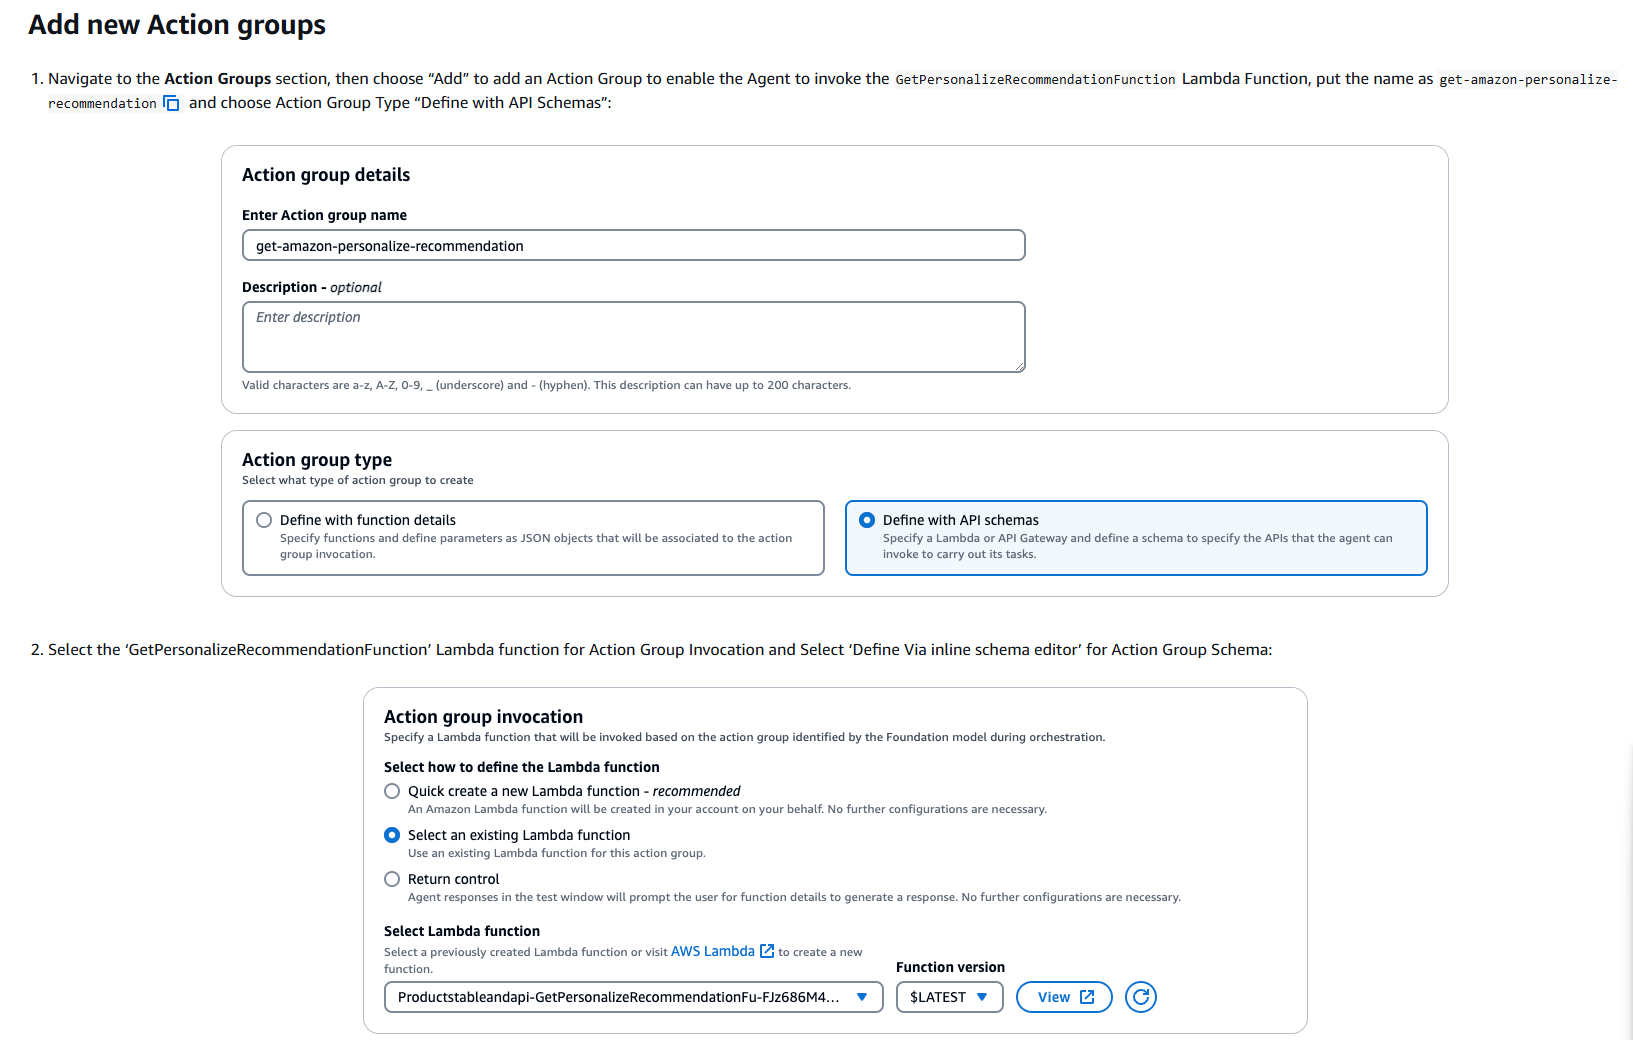 Add new Action groups
1. Navigate to the Action Groups section, then choose “Add” to add an Action Group to enable the Agent to invoke the GetPersonalizeRecommendationFunction Lambda Function, put the name as get-amazon-personalize-
recommendation and choose Action Group Type “Define with API Schemas”:
Action group details
Enter Action group name
get-amazon-personalize-recommendation
Description - optional
Enter description
Valid characters are a-z, A-Z, 0-9, _ (underscore) and - (hyphen). This description can have up to 200 characters.
Action group type
Select what type of action group to create
Define with function details
Specify functions and define parameters as JSON objects that will be associated to the action
group invocation.
Define with API schemas
Specify a Lambda or API Gateway and define a schema to specify the APIs that the agent can
invoke to carry out its tasks.
2. Select the ‘GetPersonalizeRecommendationFunction’ Lambda function for Action Group Invocation and Select ‘Define Via inline schema editor’ for Action Group Schema:
Action group invocation
Specify a Lambda function that will be invoked based on the action group identified by the Foundation model during orchestration.
Select how to define the Lambda function
Quick create a new Lambda function - recommended
An Amazon Lambda function will be created in your account on your behalf. No further configurations are necessary.
Select an existing Lambda function
Use an existing Lambda function for this action group.
Return control
Agent responses in the test window will prompt the user for function details to generate a response. No further configurations are necessary.
Select Lambda function
Select a previously created Lambda function or visit AWS Lambda to create a new
function.
Function version
Productstableandapi-GetPersonalizeRecommendationFu-FJz686M4...
$LATEST
View